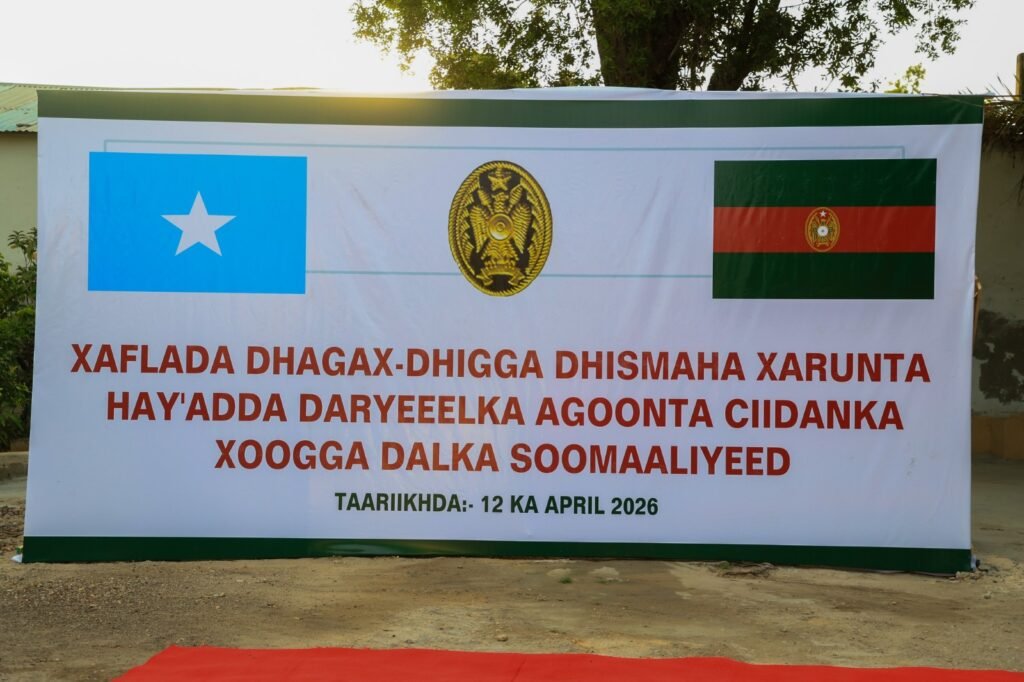 XAFLADA DHAGAX-DHIGGA DHISMAHA XARUNTA
HAY'ADDA DARYEEELKA AGOONTA CIIDANKA
XOOGGA DALKA SOOMAALIYEED
TAARIIKHDA:- 12 KA APRIL 2026